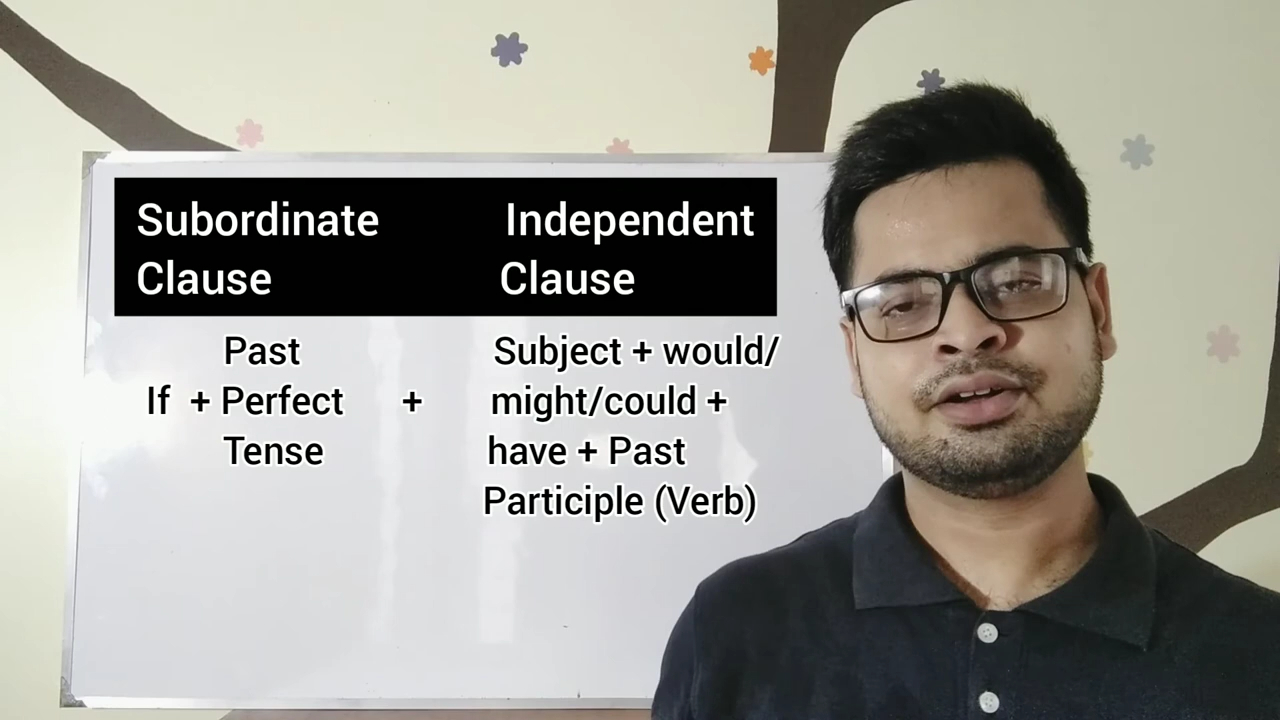 Subordinate
Clause
Independent
Clause
Past
If + Perfect
Tense
+
Subject + would/
might/could +
have + Past
Participle (Verb)